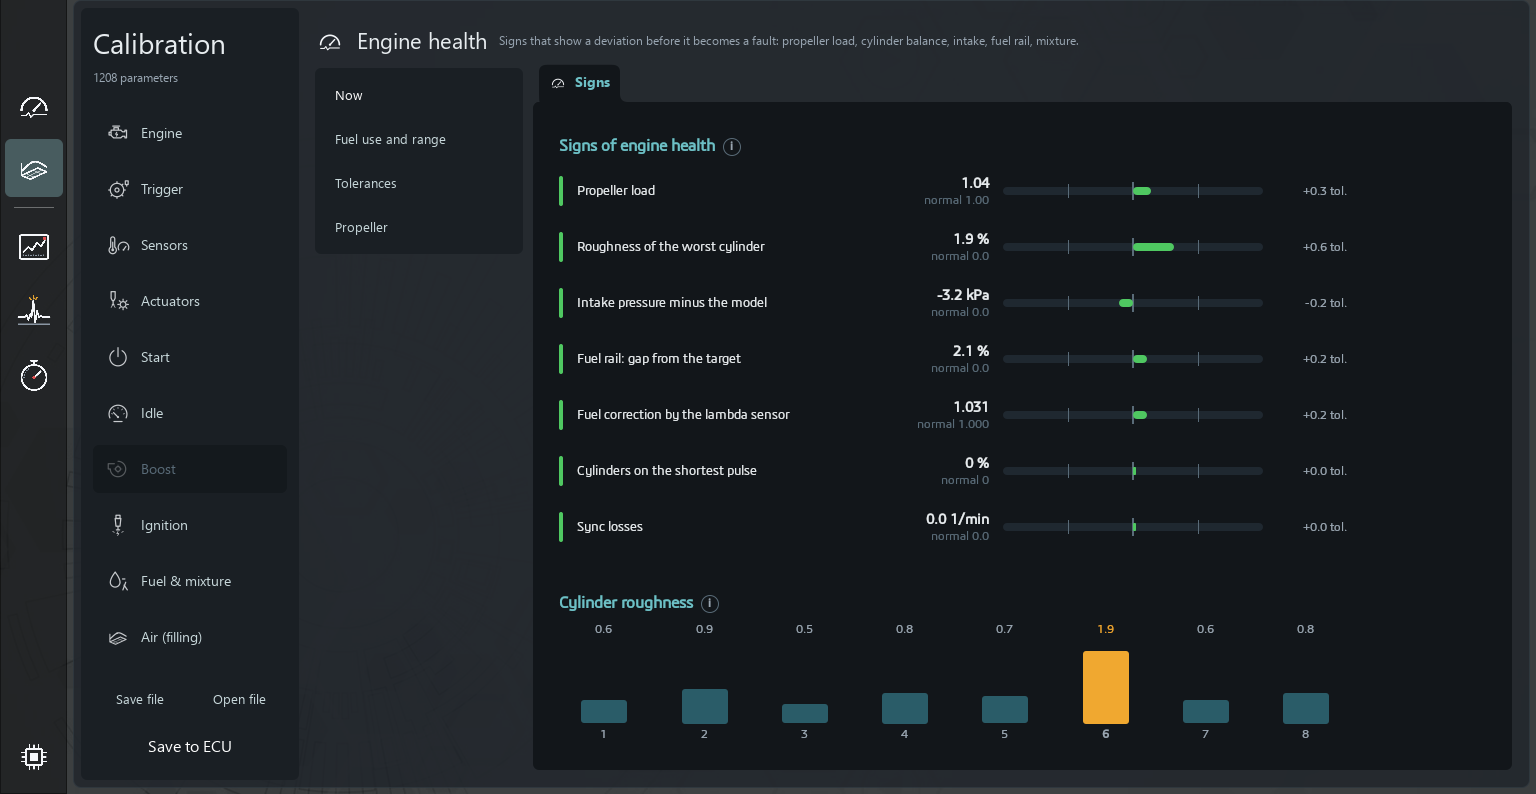 Calibration
1208 parameters
Engine
Trigger
Sensors
Actuators
Start
Idle
Boost
Ignition
Fuel & mixture
Air (filling)
Save file
Open file
Save to ECU
Engine health
Signs that show a deviation before it becomes a fault: propeller load, cylinder balance, intake, fuel rail, mixture.
Now
Fuel use and range
Tolerances
Propeller
Signs
Signs of engine health
Propeller load
1.04
normal 1.00
+0.3 tol.
Roughness of the worst cylinder
1.9 %
normal 0.0
+0.6 tol.
Intake pressure minus the model
-3.2 kPa
normal 0.0
-0.2 tol.
Fuel rail: gap from the target
2.1 %
normal 0.0
+0.2 tol.
Fuel correction by the lambda sensor
1.031
normal 1.000
+0.2 tol.
Cylinders on the shortest pulse
0 %
normal 0
+0.0 tol.
Sync losses
0.0 1/min
normal 0.0
+0.0 tol.
Cylinder roughness
0.6 0.9 0.5 0.8 0.7 1.9 0.6 0.8
1 2 3 4 5 6 7 8